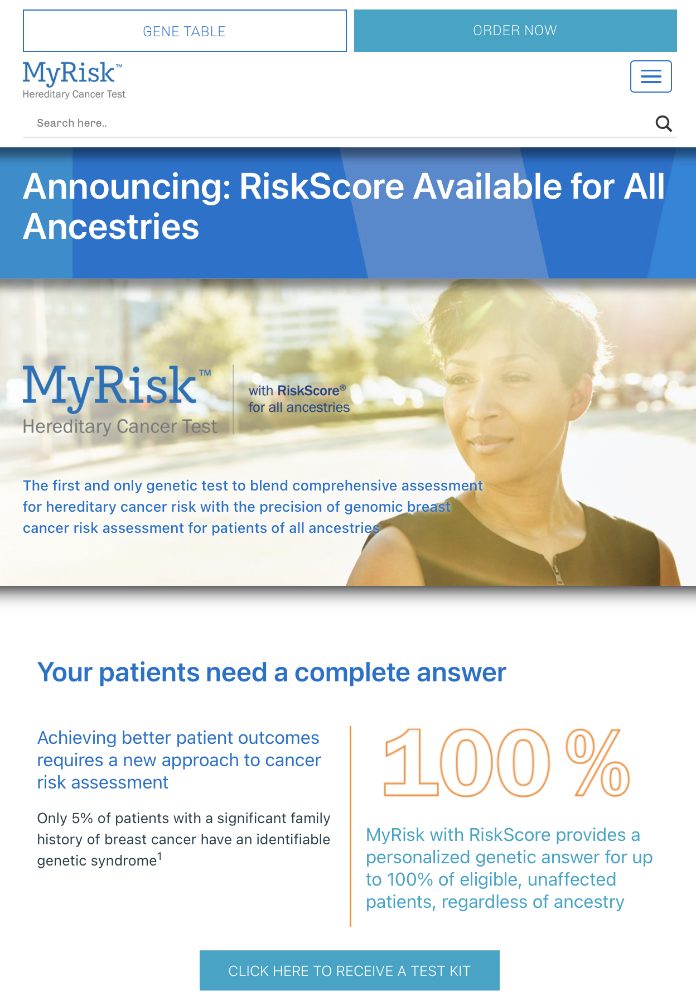 GENE TABLE
ORDER NOW
MyRisk™
Hereditary Cancer Test
Search here..
Announcing: RiskScore Available for All
Ancestries
MyRisk™
Hereditary Cancer Test
with RiskScore®
for all ancestries
The first and only genetic test to blend comprehensive assessment
for hereditary cancer risk with the precision of genomic breast
cancer risk assessment for patients of all ancestries
Your patients need a complete answer
Achieving better patient outcomes
requires a new approach to cancer
risk assessment
Only 5% of patients with a significant family
history of breast cancer have an identifiable
genetic syndrome¹
100%
MyRisk with RiskScore provides a
personalized genetic answer for up
to 100% of eligible, unaffected
patients, regardless of ancestry
CLICK HERE TO RECEIVE A TEST KIT